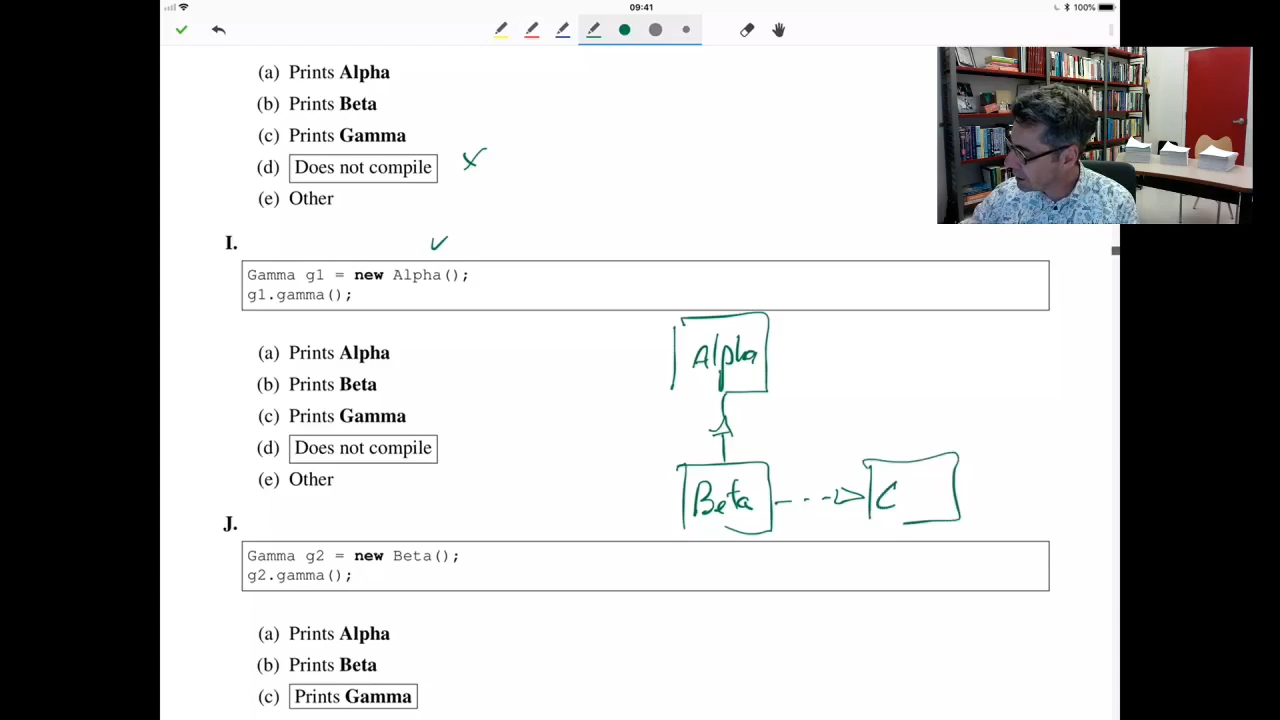 09:41
100%
(a) Prints Alpha
(b) Prints Beta
(c) Prints Gamma
(d) Does not compile
(e) Other
I.
Gamma g1 = new Alpha();
g1.gamma();
(a) Prints Alpha
(b) Prints Beta
(c) Prints Gamma
(d) Does not compile
(e) Other
Alpha
Beta
C
J.
Gamma g2 = new Beta();
g2.gamma();
(a) Prints Alpha
(b) Prints Beta
(c) Prints Gamma